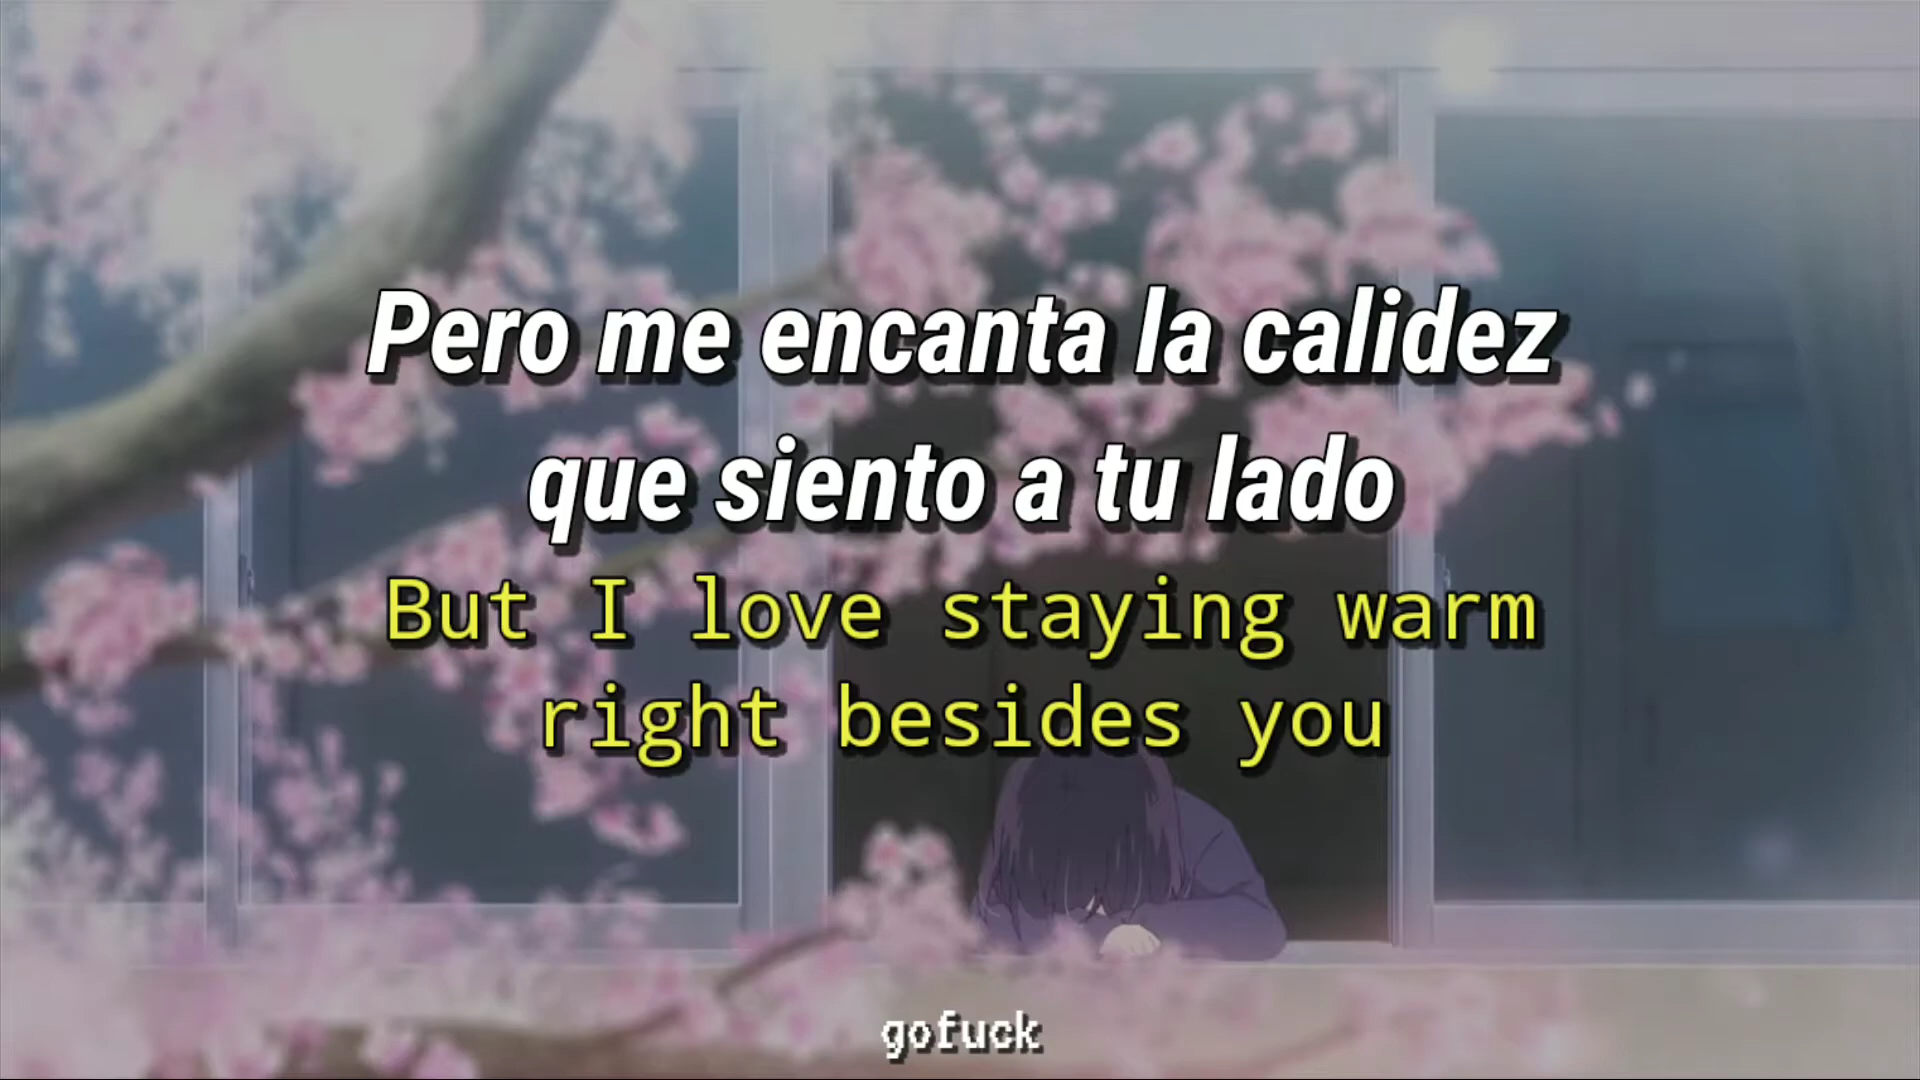 Pero me encanta la calidez
que siento a tu lado
But I love staying warm
right besides you
gofuck